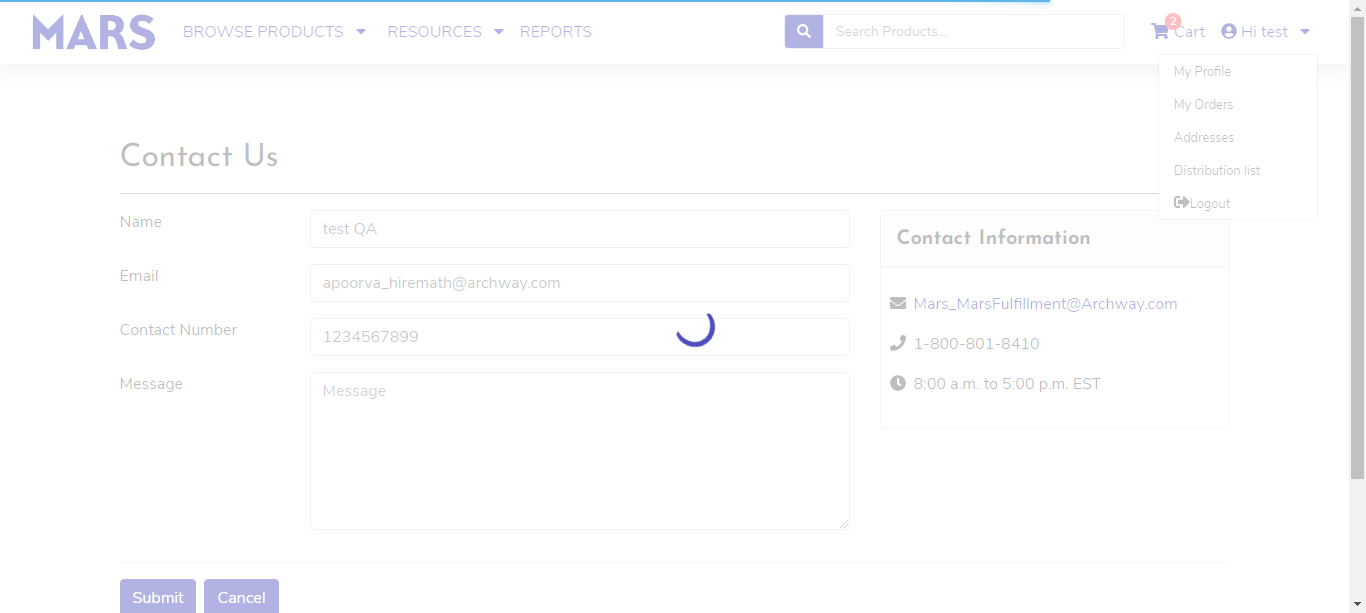 MARS BROWSE PRODUCTS RESOURCES REPORTS Search Products... 2 Cart Hi test
My Profile
My Orders
Addresses
Distribution list
Logout
Contact Us
Name test QA
Email apoorva_hiremath@archway.com
Contact Number 1234567899
Message Message
Contact Information
Mars_MarsFulfillment@Archway.com
1-800-801-8410
8:00 a.m. to 5:00 p.m. EST
Submit Cancel